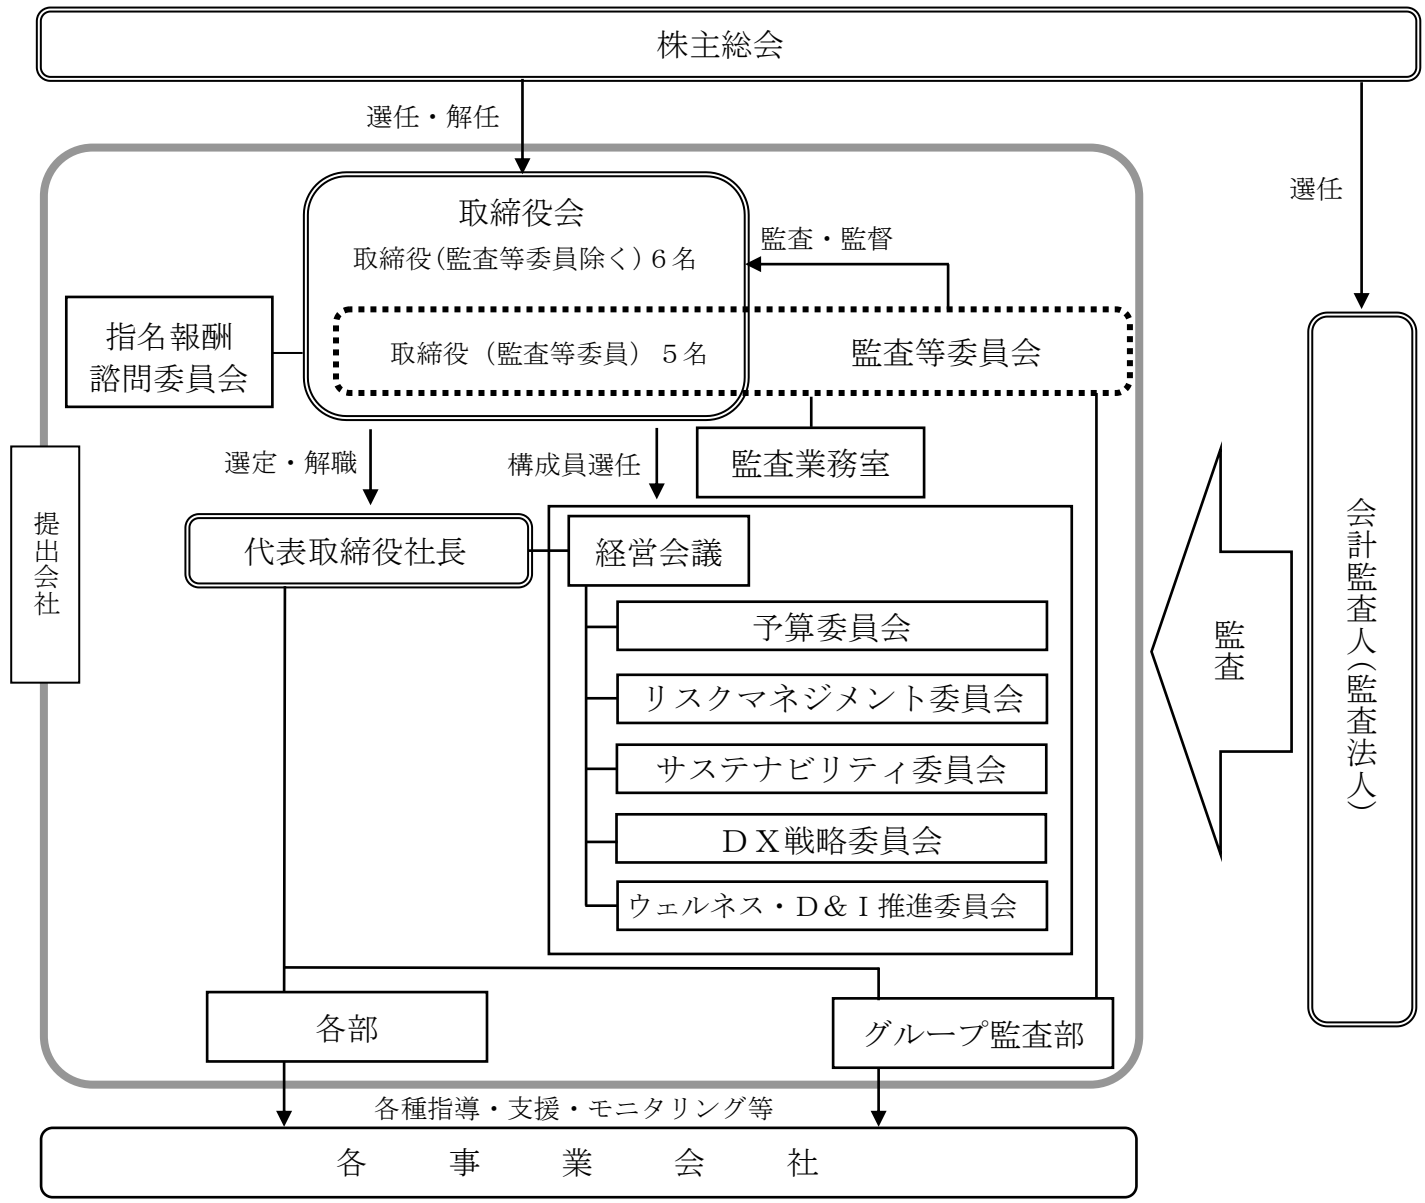 株主総会
選任・解任
選任
取締役会
取締役(監査等委員除く)６名
監査・監督
指名報酬
諮問委員会
取締役（監査等委員）５名
監査等委員会
選定・解職
構成員選任
監査業務室
提出会社
代表取締役社長
経営会議
予算委員会
リスクマネジメント委員会
サステナビリティ委員会
ＤＸ戦略委員会
ウェルネス・Ｄ＆Ｉ推進委員会
監査
会計監査人（監査法人）
各部
グループ監査部
各種指導・支援・モニタリング等
各　事　業　会　社